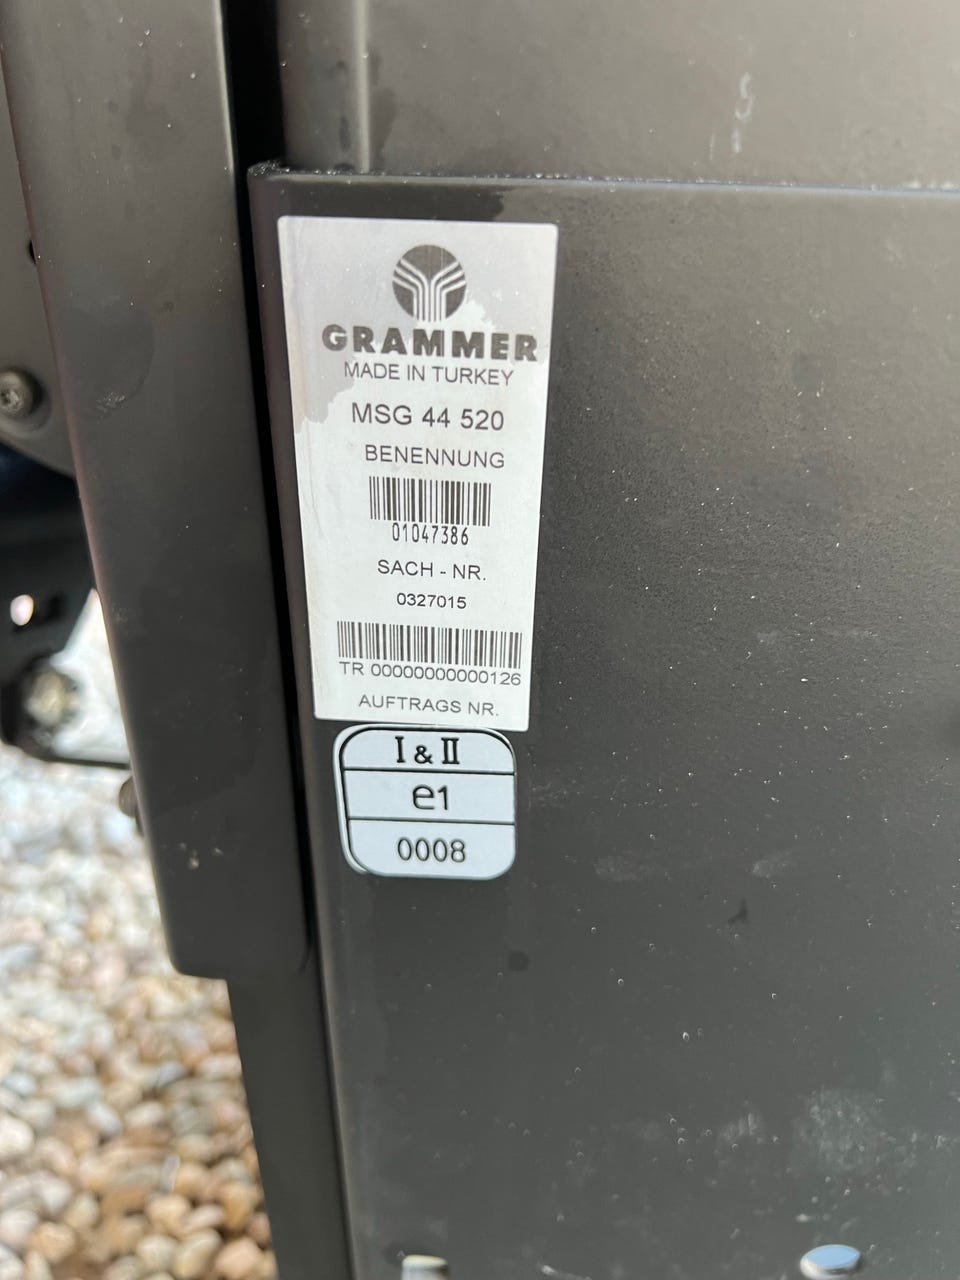 GRAMMER
MADE IN TURKEY
MSG 44 520
BENENNUNG
01047386
SACH - NR.
0327015
TR 00000000000126
AUFTRAGS NR.
I & II
e1
0008